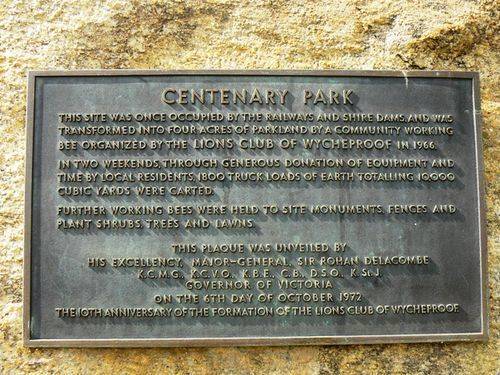 CENTENARY PARK
THIS SITE WAS ONCE OCCUPIED BY THE RAILWAYS AND SHIRE DAMS, AND WAS
TRANSFORMED INTO FOUR ACRES OF PARKLAND BY A COMMUNITY WORKING
BEE ORGANIZED BY THE LIONS CLUB OF WYCHEPROOF IN 1966.
IN TWO WEEKENDS, THROUGH GENEROUS DONATION OF EQUIPMENT AND
TIME BY LOCAL RESIDENTS, 1800 TRUCK LOADS OF EARTH TOTALLING 10,000
CUBIC YARDS WERE CARTED.
FURTHER WORKING BEES WERE HELD TO SITE MONUMENTS, FENCES AND
PLANT SHRUBS, TREES AND LAWNS.
THIS PLAQUE WAS UNVEILED BY
HIS EXCELLENCY, MAJOR-GENERAL, SIR ROHAN DELACOMBE
K.C.M.G., K.C.V.O., K.B.E., C.B., D.S.O., K.ST.J.
GOVERNOR OF VICTORIA
ON THE 6TH DAY OF OCTOBER 1972
THE 10TH ANNIVERSARY OF THE FORMATION OF THE LIONS CLUB OF WYCHEPROOF